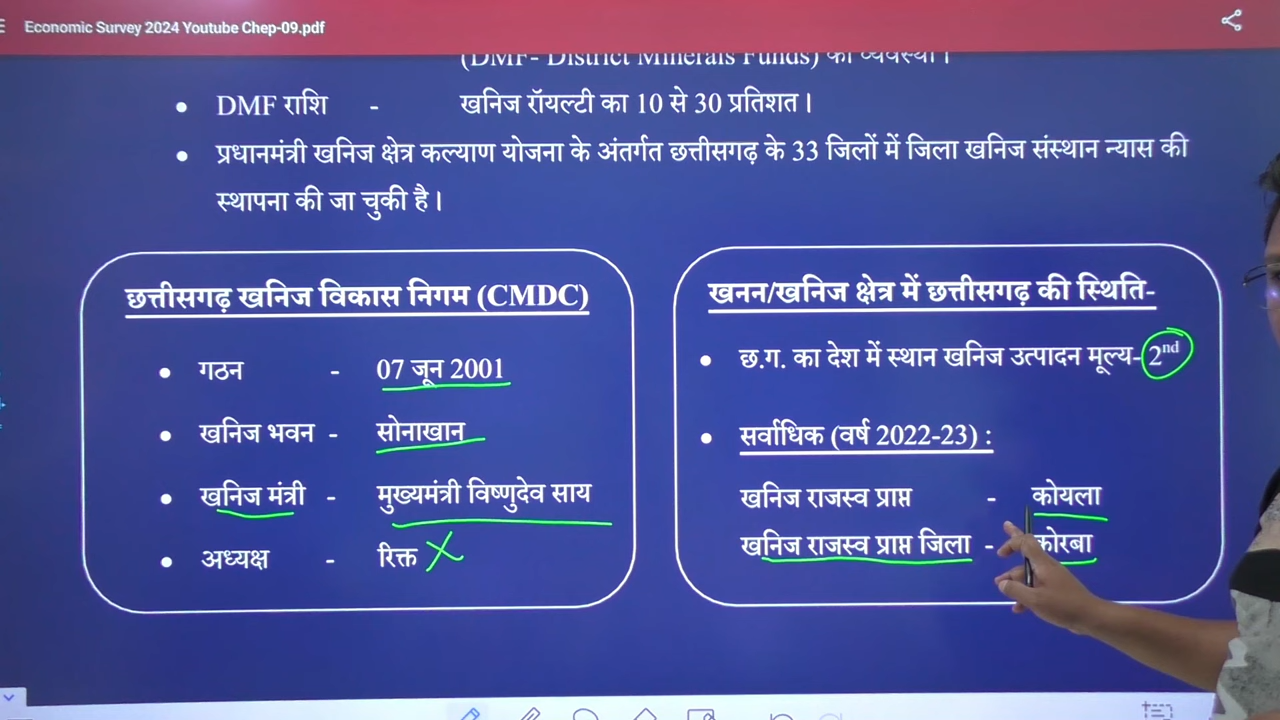 Economic Survey 2024 Youtube Chep-09.pdf
(DMF- District Minerals Funds) की व्यवस्था।
• DMF राशि - खनिज रॉयल्टी का 10 से 30 प्रतिशत।
• प्रधानमंत्री खनिज क्षेत्र कल्याण योजना के अंतर्गत छत्तीसगढ़ के 33 जिलों में जिला खनिज संस्थान न्यास की
स्थापना की जा चुकी है।
छत्तीसगढ़ खनिज विकास निगम (CMDC)
• गठन - 07 जून 2001
• खनिज भवन - सोनाखान
• खनिज मंत्री - मुख्यमंत्री विष्णुदेव साय
• अध्यक्ष - रिक्त
खनन/खनिज क्षेत्र में छत्तीसगढ़ की स्थिति-
• छ.ग. का देश में स्थान खनिज उत्पादन मूल्य- 2nd
• सर्वाधिक (वर्ष 2022-23) :
खनिज राजस्व प्राप्त - कोयला
खनिज राजस्व प्राप्त जिला - कोरबा